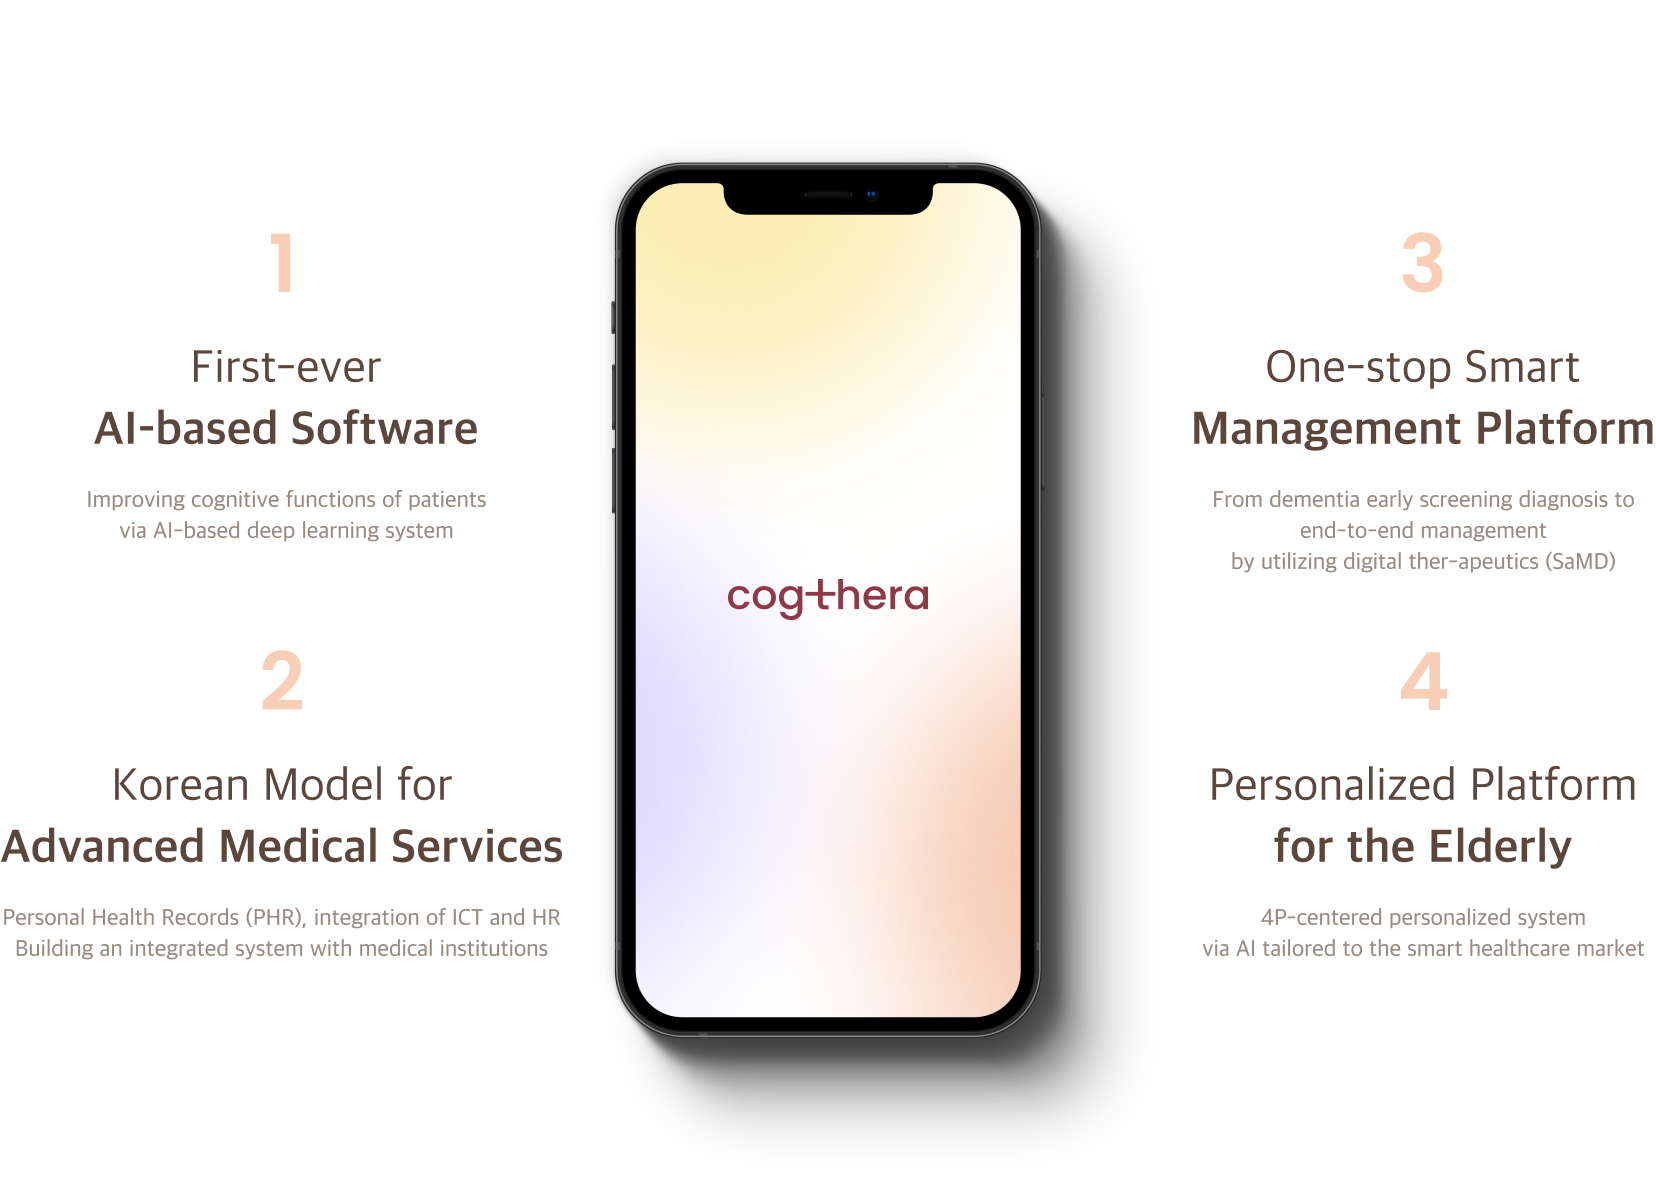 1
First-ever
AI-based Software
Improving cognitive functions of patients
via AI-based deep learning system
2
Korean Model for
Advanced Medical Services
Personal Health Records (PHR), integration of ICT and HR
Building an integrated system with medical institutions
cogthera
3
One-stop Smart
Management Platform
From dementia early screening diagnosis to
end-to-end management
by utilizing digital ther-apeutics (SaMD)
4
Personalized Platform
for the Elderly
4P-centered personalized system
via AI tailored to the smart healthcare market